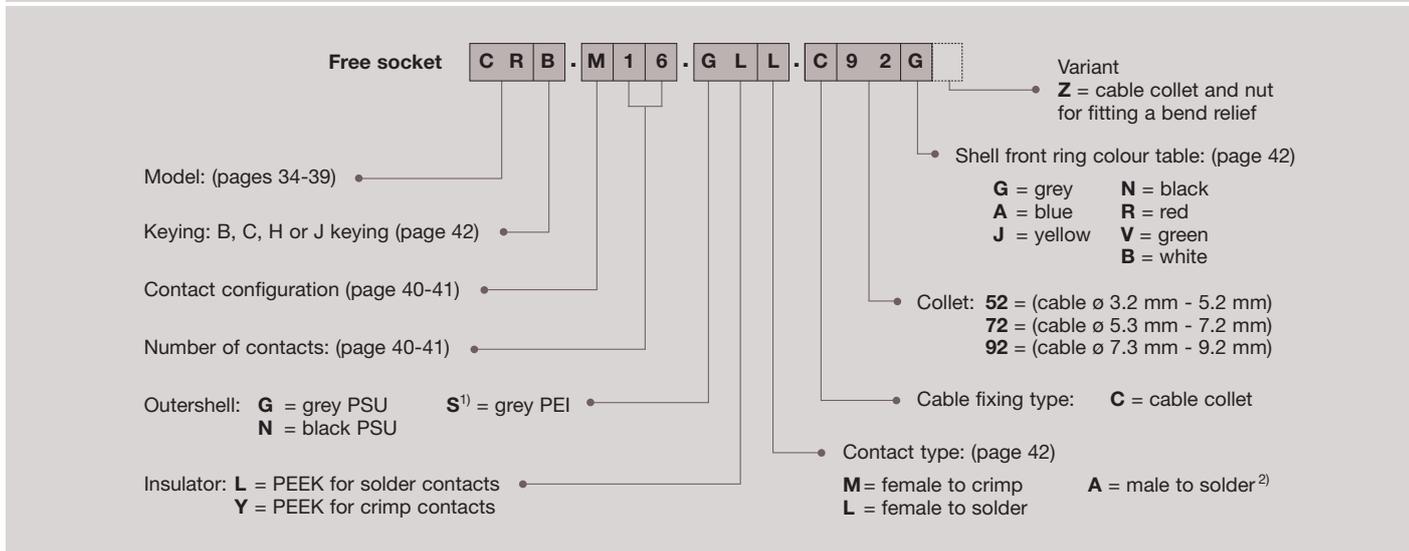 Free socket C R B . M 1 6 . G L L . C 9 2 G
Variant
Z = cable collet and nut
for fitting a bend relief
Shell front ring colour table: (page 42)
G = grey N = black
A = blue R = red
J = yellow V = green
B = white
Model: (pages 34-39)
Keying: B, C, H or J keying (page 42)
Contact configuration (page 40-41)
Collet: 52 = (cable ø 3.2 mm - 5.2 mm)
72 = (cable ø 5.3 mm - 7.2 mm)
92 = (cable ø 7.3 mm - 9.2 mm)
Number of contacts: (page 40-41)
Outershell: G = grey PSU S1) = grey PEI
N = black PSU
Cable fixing type: C = cable collet
Contact type: (page 42)
M = female to crimp A = male to solder 2)
L = female to solder
Insulator: L = PEEK for solder contacts
Y = PEEK for crimp contacts